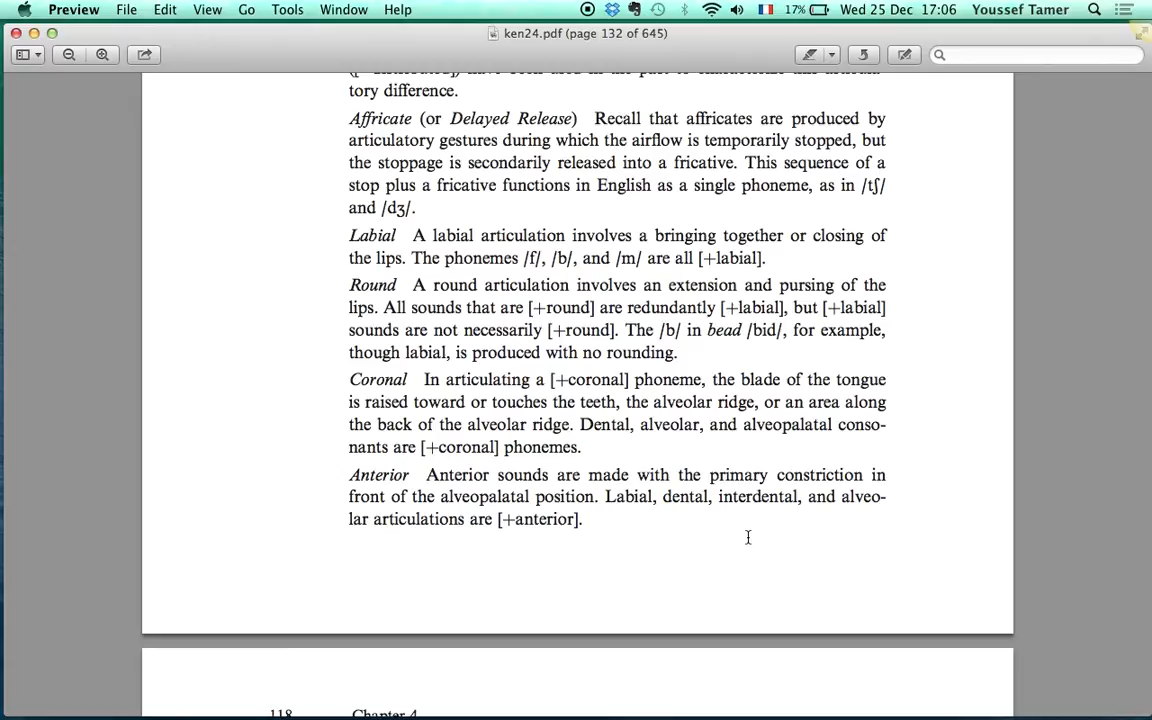 Preview File Edit View Go Tools Window Help 17% Wed 25 Dec 17:06 Youssef Tamer
ken24.pdf (page 132 of 645)
tory difference.
Affricate (or Delayed Release) Recall that affricates are produced by
articulatory gestures during which the airflow is temporarily stopped, but
the stoppage is secondarily released into a fricative. This sequence of a
stop plus a fricative functions in English as a single phoneme, as in /tʃ/
and /dʒ/.
Labial A labial articulation involves a bringing together or closing of
the lips. The phonemes /f/, /b/, and /m/ are all [+labial].
Round A round articulation involves an extension and pursing of the
lips. All sounds that are [+round] are redundantly [+labial], but [+labial]
sounds are not necessarily [+round]. The /b/ in bead /bid/, for example,
though labial, is produced with no rounding.
Coronal In articulating a [+coronal] phoneme, the blade of the tongue
is raised toward or touches the teeth, the alveolar ridge, or an area along
the back of the alveolar ridge. Dental, alveolar, and alveopalatal conso-
nants are [+coronal] phonemes.
Anterior Anterior sounds are made with the primary constriction in
front of the alveopalatal position. Labial, dental, interdental, and alveo-
lar articulations are [+anterior].
118 Chapter 4